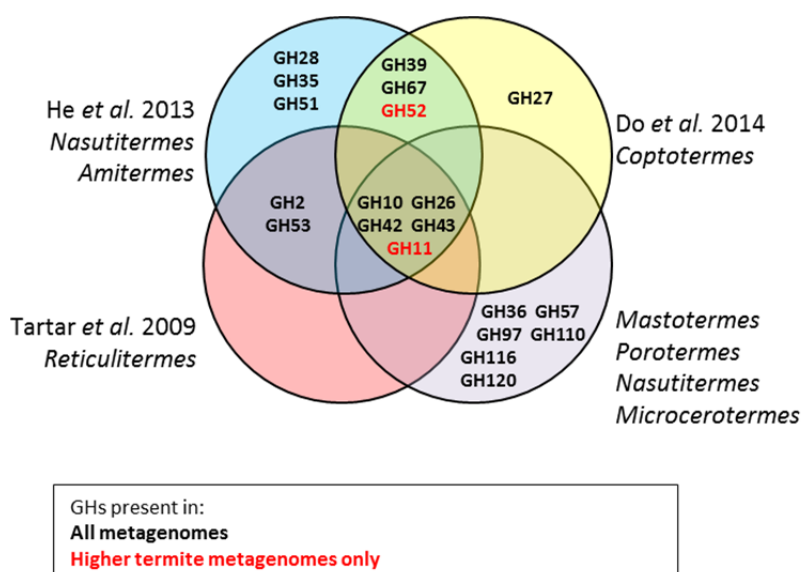 He et al. 2013
Nasutitermes
Amitermes
GH28
GH35
GH51
GH39
GH67
GH52
GH27
Do et al. 2014
Coptotermes
GH2
GH53
GH10 GH26
GH42 GH43
GH11
Tartar et al. 2009
Reticulitermes
GH36 GH57
GH97 GH110
GH116
GH120
Mastotermes
Porotermes
Nasutitermes
Microcerotermes
GHs present in:
All metagenomes
Higher termite metagenomes only